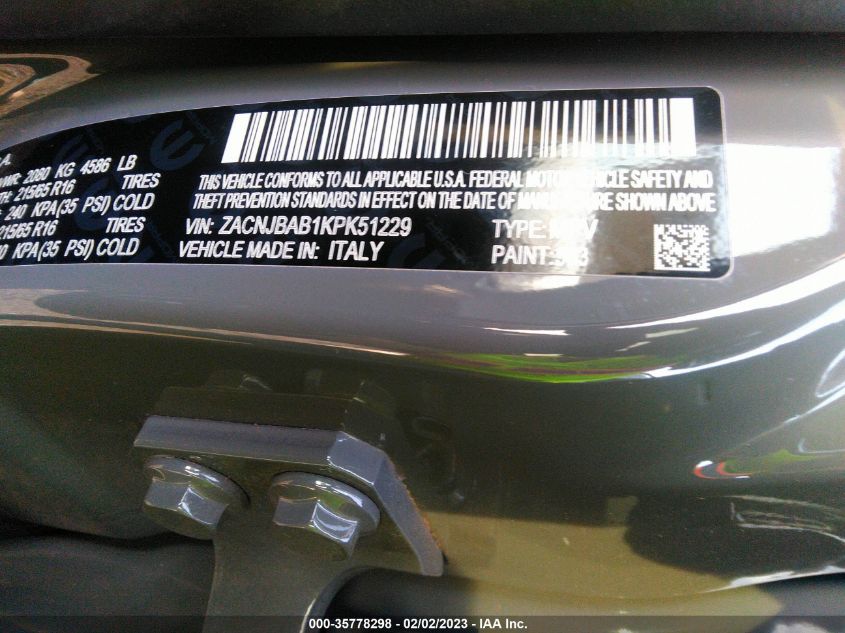 .A.
2080 KG 4586 LB
215/65 R16 TIRES
240 KPA(35 PSI) COLD
215/65 R16 TIRES
KPA(35 PSI) COLD
THIS VEHICLE CONFORMS TO ALL APPLICABLE U.S.A. FEDERAL MOTOR VEHICLE SAFETY AND
THEFT PREVENTION STANDARDS IN EFFECT ON THE DATE OF MANUFACTURE SHOWN ABOVE
VIN: ZACNJBAB1KPK51229 TYPE:
VEHICLE MADE IN: ITALY PAINT:
000-35778298 - 02/02/2023 - IAA Inc.